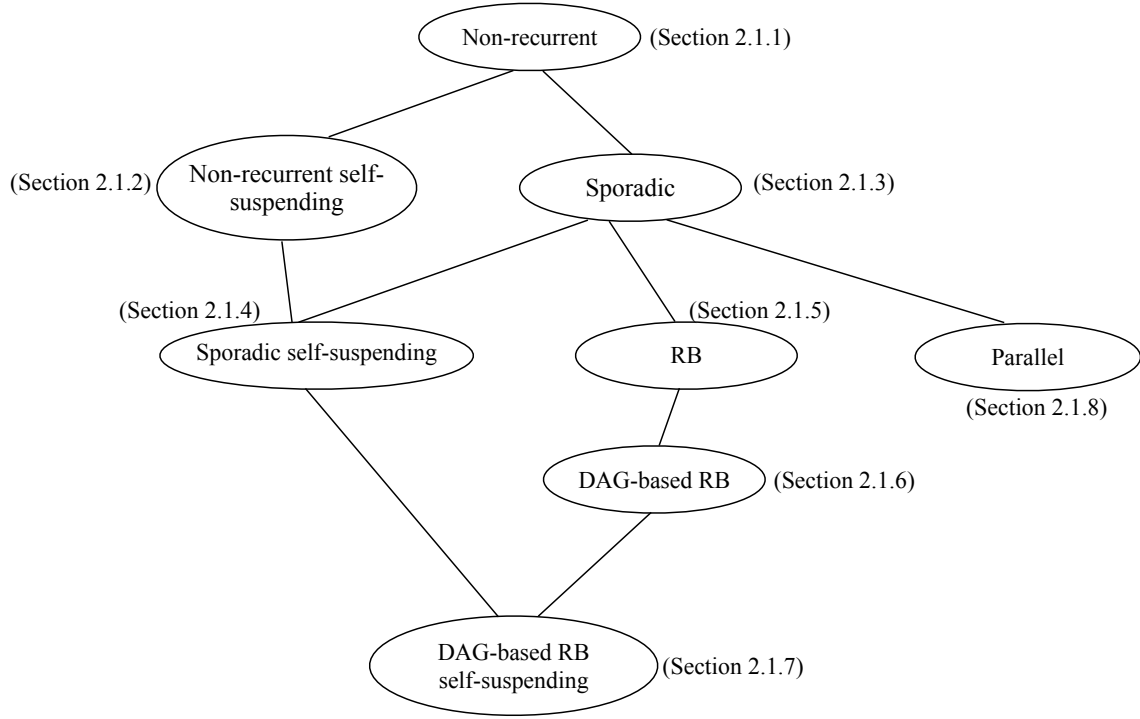 Non-recurrent
(Section 2.1.1)
Non-recurrent self-
suspending
(Section 2.1.2)
Sporadic
(Section 2.1.3)
(Section 2.1.4)
Sporadic self-suspending
(Section 2.1.5)
RB
Parallel
(Section 2.1.8)
DAG-based RB
(Section 2.1.6)
DAG-based RB
self-suspending
(Section 2.1.7)